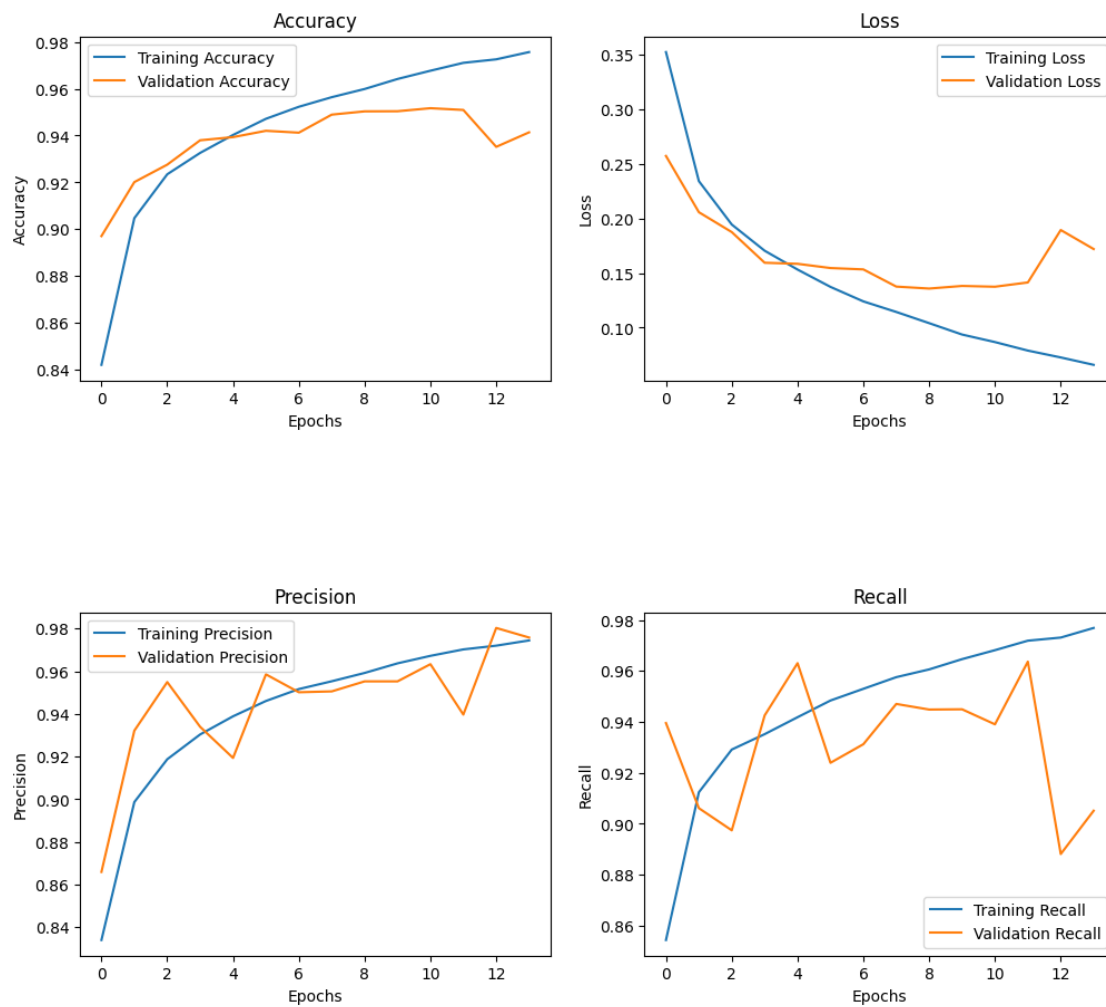 Accuracy
Training Accuracy
Validation Accuracy
0.98
0.96
0.94
0.92
0.90
0.88
0.86
0.84
Accuracy
0 2 4 6 8 10 12
Epochs
Loss
Training Loss
Validation Loss
0.35
0.30
0.25
0.20
0.15
0.10
Loss
0 2 4 6 8 10 12
Epochs
Precision
Training Precision
Validation Precision
0.98
0.96
0.94
0.92
0.90
0.88
0.86
0.84
Precision
0 2 4 6 8 10 12
Epochs
Recall
0.98
0.96
0.94
0.92
0.90
0.88
0.86
Recall
Training Recall
Validation Recall
0 2 4 6 8 10 12
Epochs